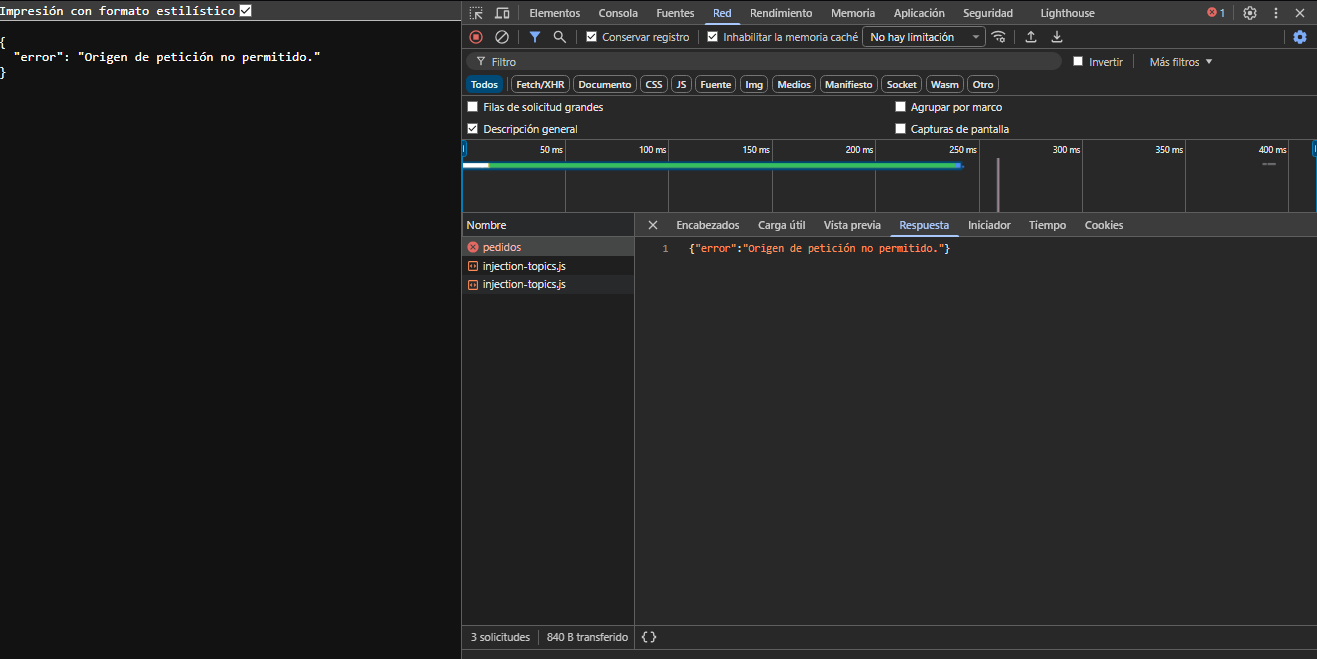 Impresión con formato estilístico
{
"error": "Origen de petición no permitido."
}
Elementos Consola Fuentes Red Rendimiento Memoria Aplicación Seguridad Lighthouse 1
Conservar registro Inhabilitar la memoria caché No hay limitación
Filtro Invertir Más filtros
Todos Fetch/XHR Documento CSS JS Fuente Img Medios Manifiesto Socket Wasm Otro
Filas de solicitud grandes Agrupar por marco
Descripción general Capturas de pantalla
50 ms 100 ms 150 ms 200 ms 250 ms 300 ms 350 ms 400 ms
Nombre Encabezados Carga útil Vista previa Respuesta Iniciador Tiempo Cookies
pedidos
injection-topics.js
injection-topics.js
1 {"error":"Origen de petición no permitido."}
3 solicitudes 840 B transferido {}